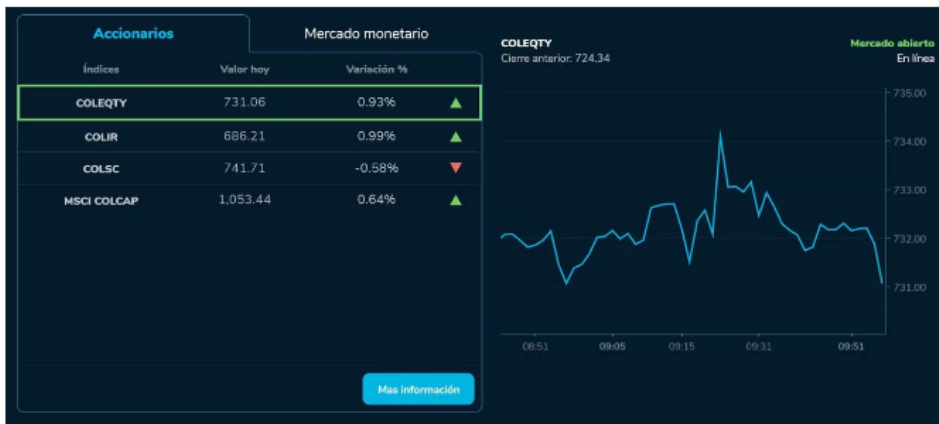 Accionarios
Mercado monetario
Índices Valor hoy Variación %
COLEQTY 731.06 0.93%
COLIR 686.21 0.99%
COLSC 741.71 -0.58%
MSCI COLCAP 1,053.44 0.64%
Mas información
COLEQTY
Cierre anterior: 724.34
Mercado abierto
En línea
735.00
734.00
733.00
732.00
731.00
08:51 09:05 09:15 09:31 09:51